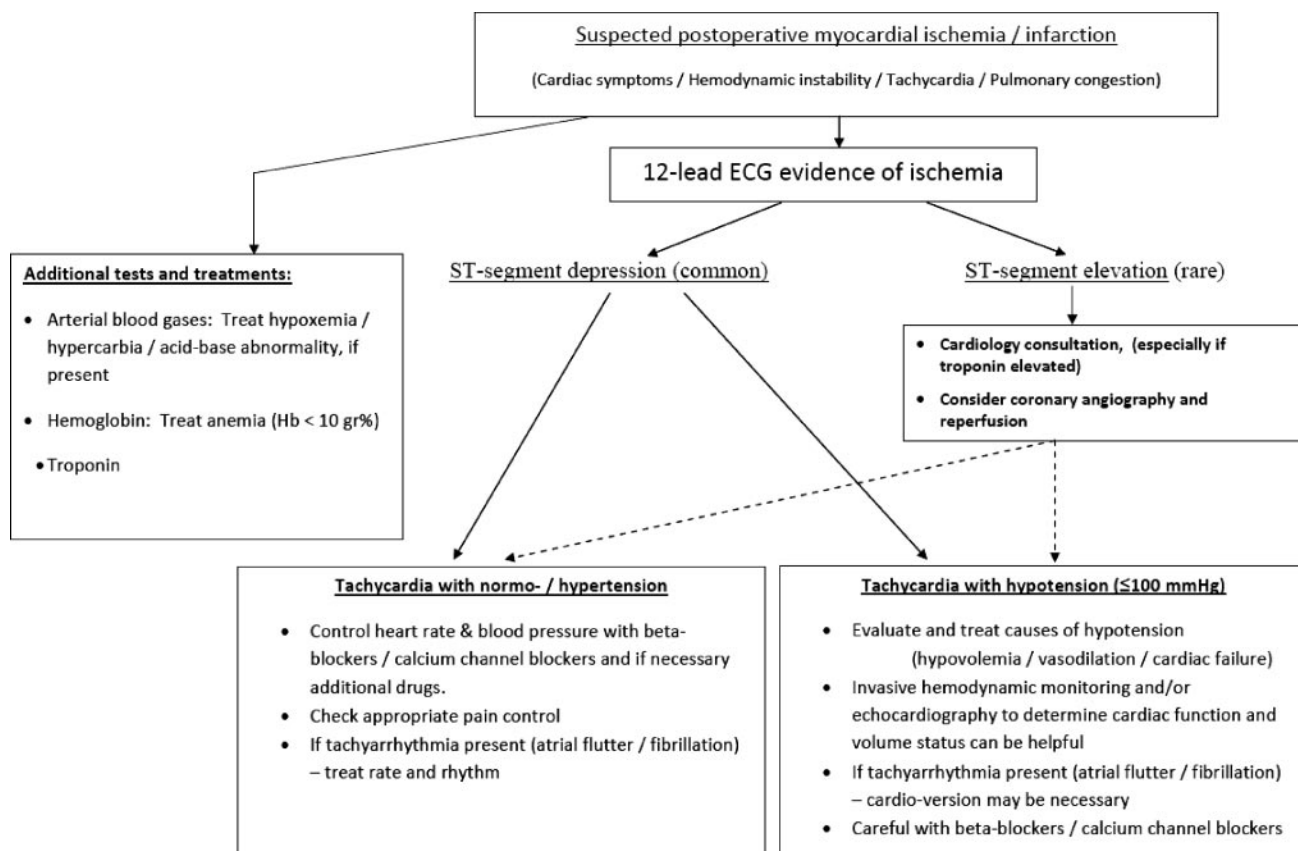 Suspected postoperative myocardial ischemia / infarction
(Cardiac symptoms / Hemodynamic instability / Tachycardia / Pulmonary congestion)
12-lead ECG evidence of ischemia
Additional tests and treatments:
• Arterial blood gases: Treat hypoxemia /
hypercarbia / acid-base abnormality, if
present
• Hemoglobin: Treat anemia (Hb < 10 gr%)
• Troponin
ST-segment depression (common)
ST-segment elevation (rare)
• Cardiology consultation, (especially if
troponin elevated)
• Consider coronary angiography and
reperfusion
Tachycardia with normo- / hypertension
• Control heart rate & blood pressure with beta-
blockers / calcium channel blockers and if necessary
additional drugs.
• Check appropriate pain control
• If tachyarrhythmia present (atrial flutter / fibrillation)
– treat rate and rhythm
Tachycardia with hypotension (≤100 mmHg)
• Evaluate and treat causes of hypotension
(hypovolemia / vasodilation / cardiac failure)
• Invasive hemodynamic monitoring and/or
echocardiography to determine cardiac function and
volume status can be helpful
• If tachyarrhythmia present (atrial flutter / fibrillation)
– cardio-version may be necessary
• Careful with beta-blockers / calcium channel blockers